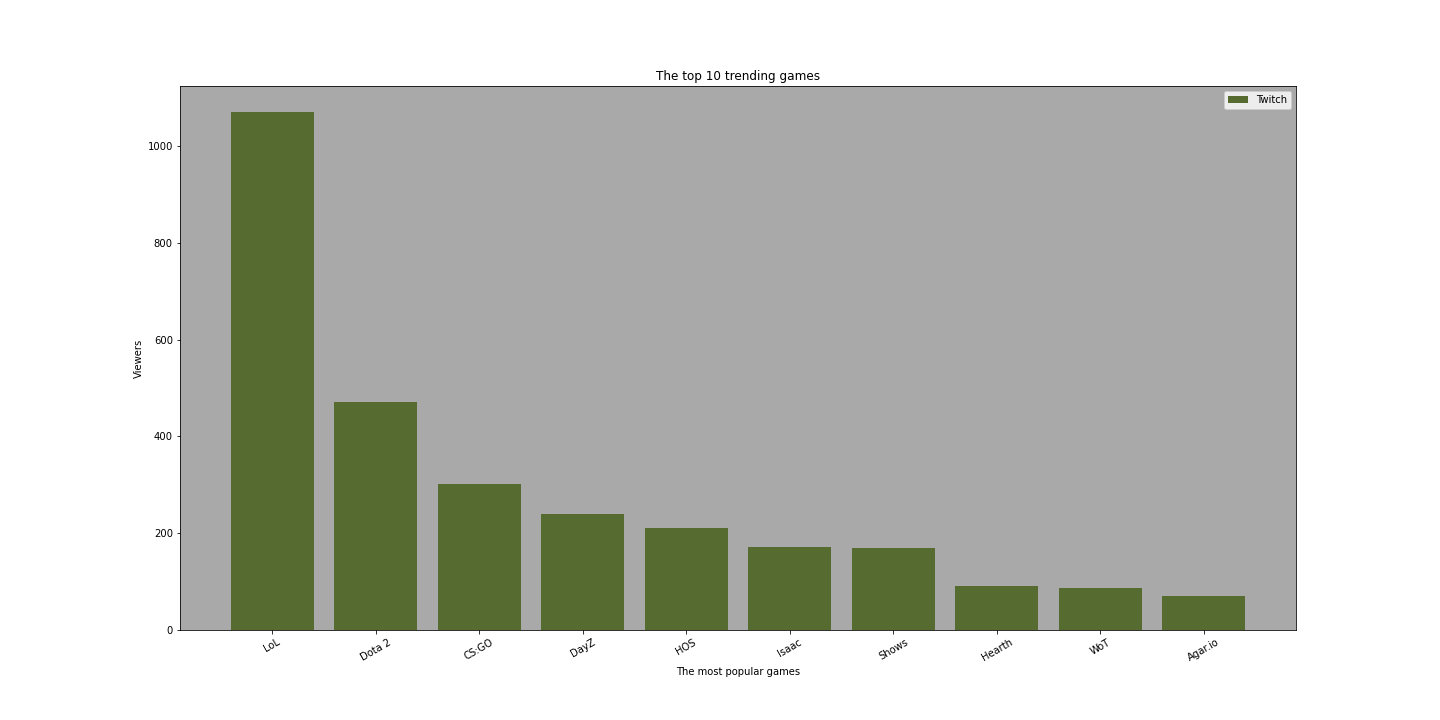 The top 10 trending games
Twitch
1000
800
600
400
200
0
Viewers
LoL
Dota 2
CS:GO
DayZ
HOS
Isaac
Shows
Hearth
WoT
Agar.io
The most popular games